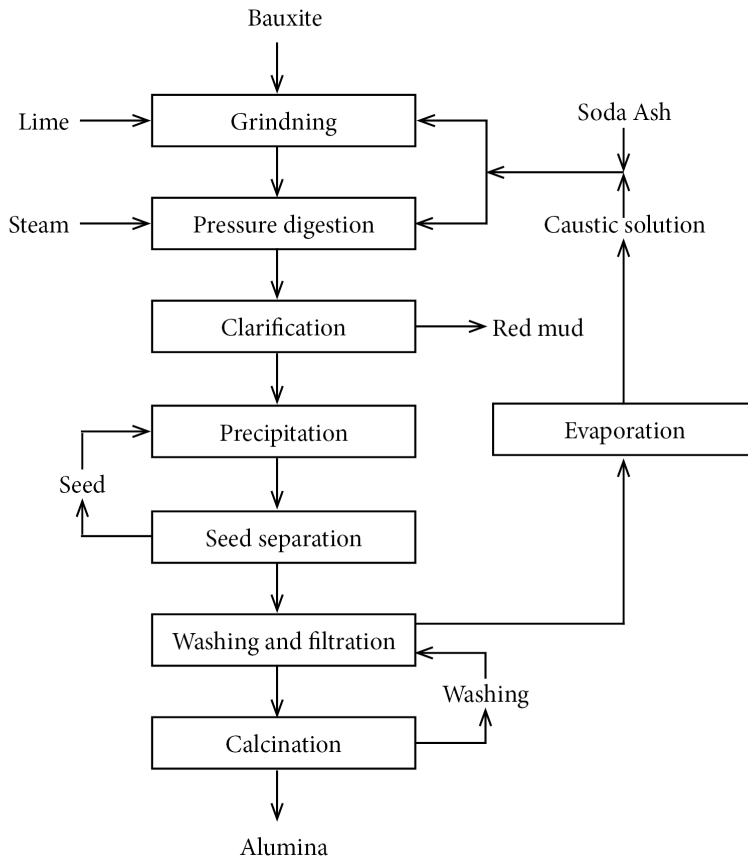 Bauxite
Lime
Grindning
Soda Ash
Steam
Pressure digestion
Caustic solution
Clarification
Red mud
Precipitation
Evaporation
Seed
Seed separation
Washing and filtration
Washing
Calcination
Alumina